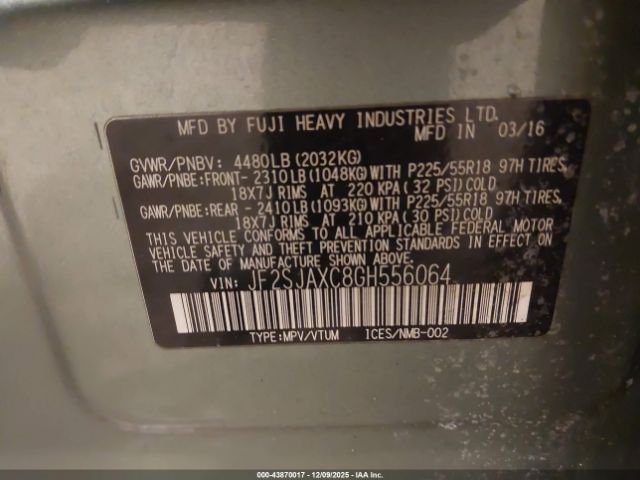 MFD BY FUJI HEAVY INDUSTRIES LTD.
MFD IN 03/16
GVWR/PNBV: 4480LB(2032KG)
GAWR/PNBE:FRONT- 2310LB(1048KG)WITH P225/55R18 97H TIRES
18X7J RIMS AT 220 KPA(32 PSI)COLD
GAWR/PNBE:REAR -2410LB(1093KG)WITH P225/55R18 97H TIRES
18X7J RIMS AT 210 KPA(30 PSI)COLD
THIS VEHICLE CONFORMS TO ALL APPLICABLE FEDERAL MOTOR
VEHICLE SAFETY AND BUMPER STANDARDS IN EFFECT ON
THE DATE OF MANUFACTURE SHOWN ABOVE.
VIN: JF2SJAXC8GH556064
TYPE:MPV/VTUM ICES/NMB-002
000-43870017 - 12/09/2025 - IAA, Inc.